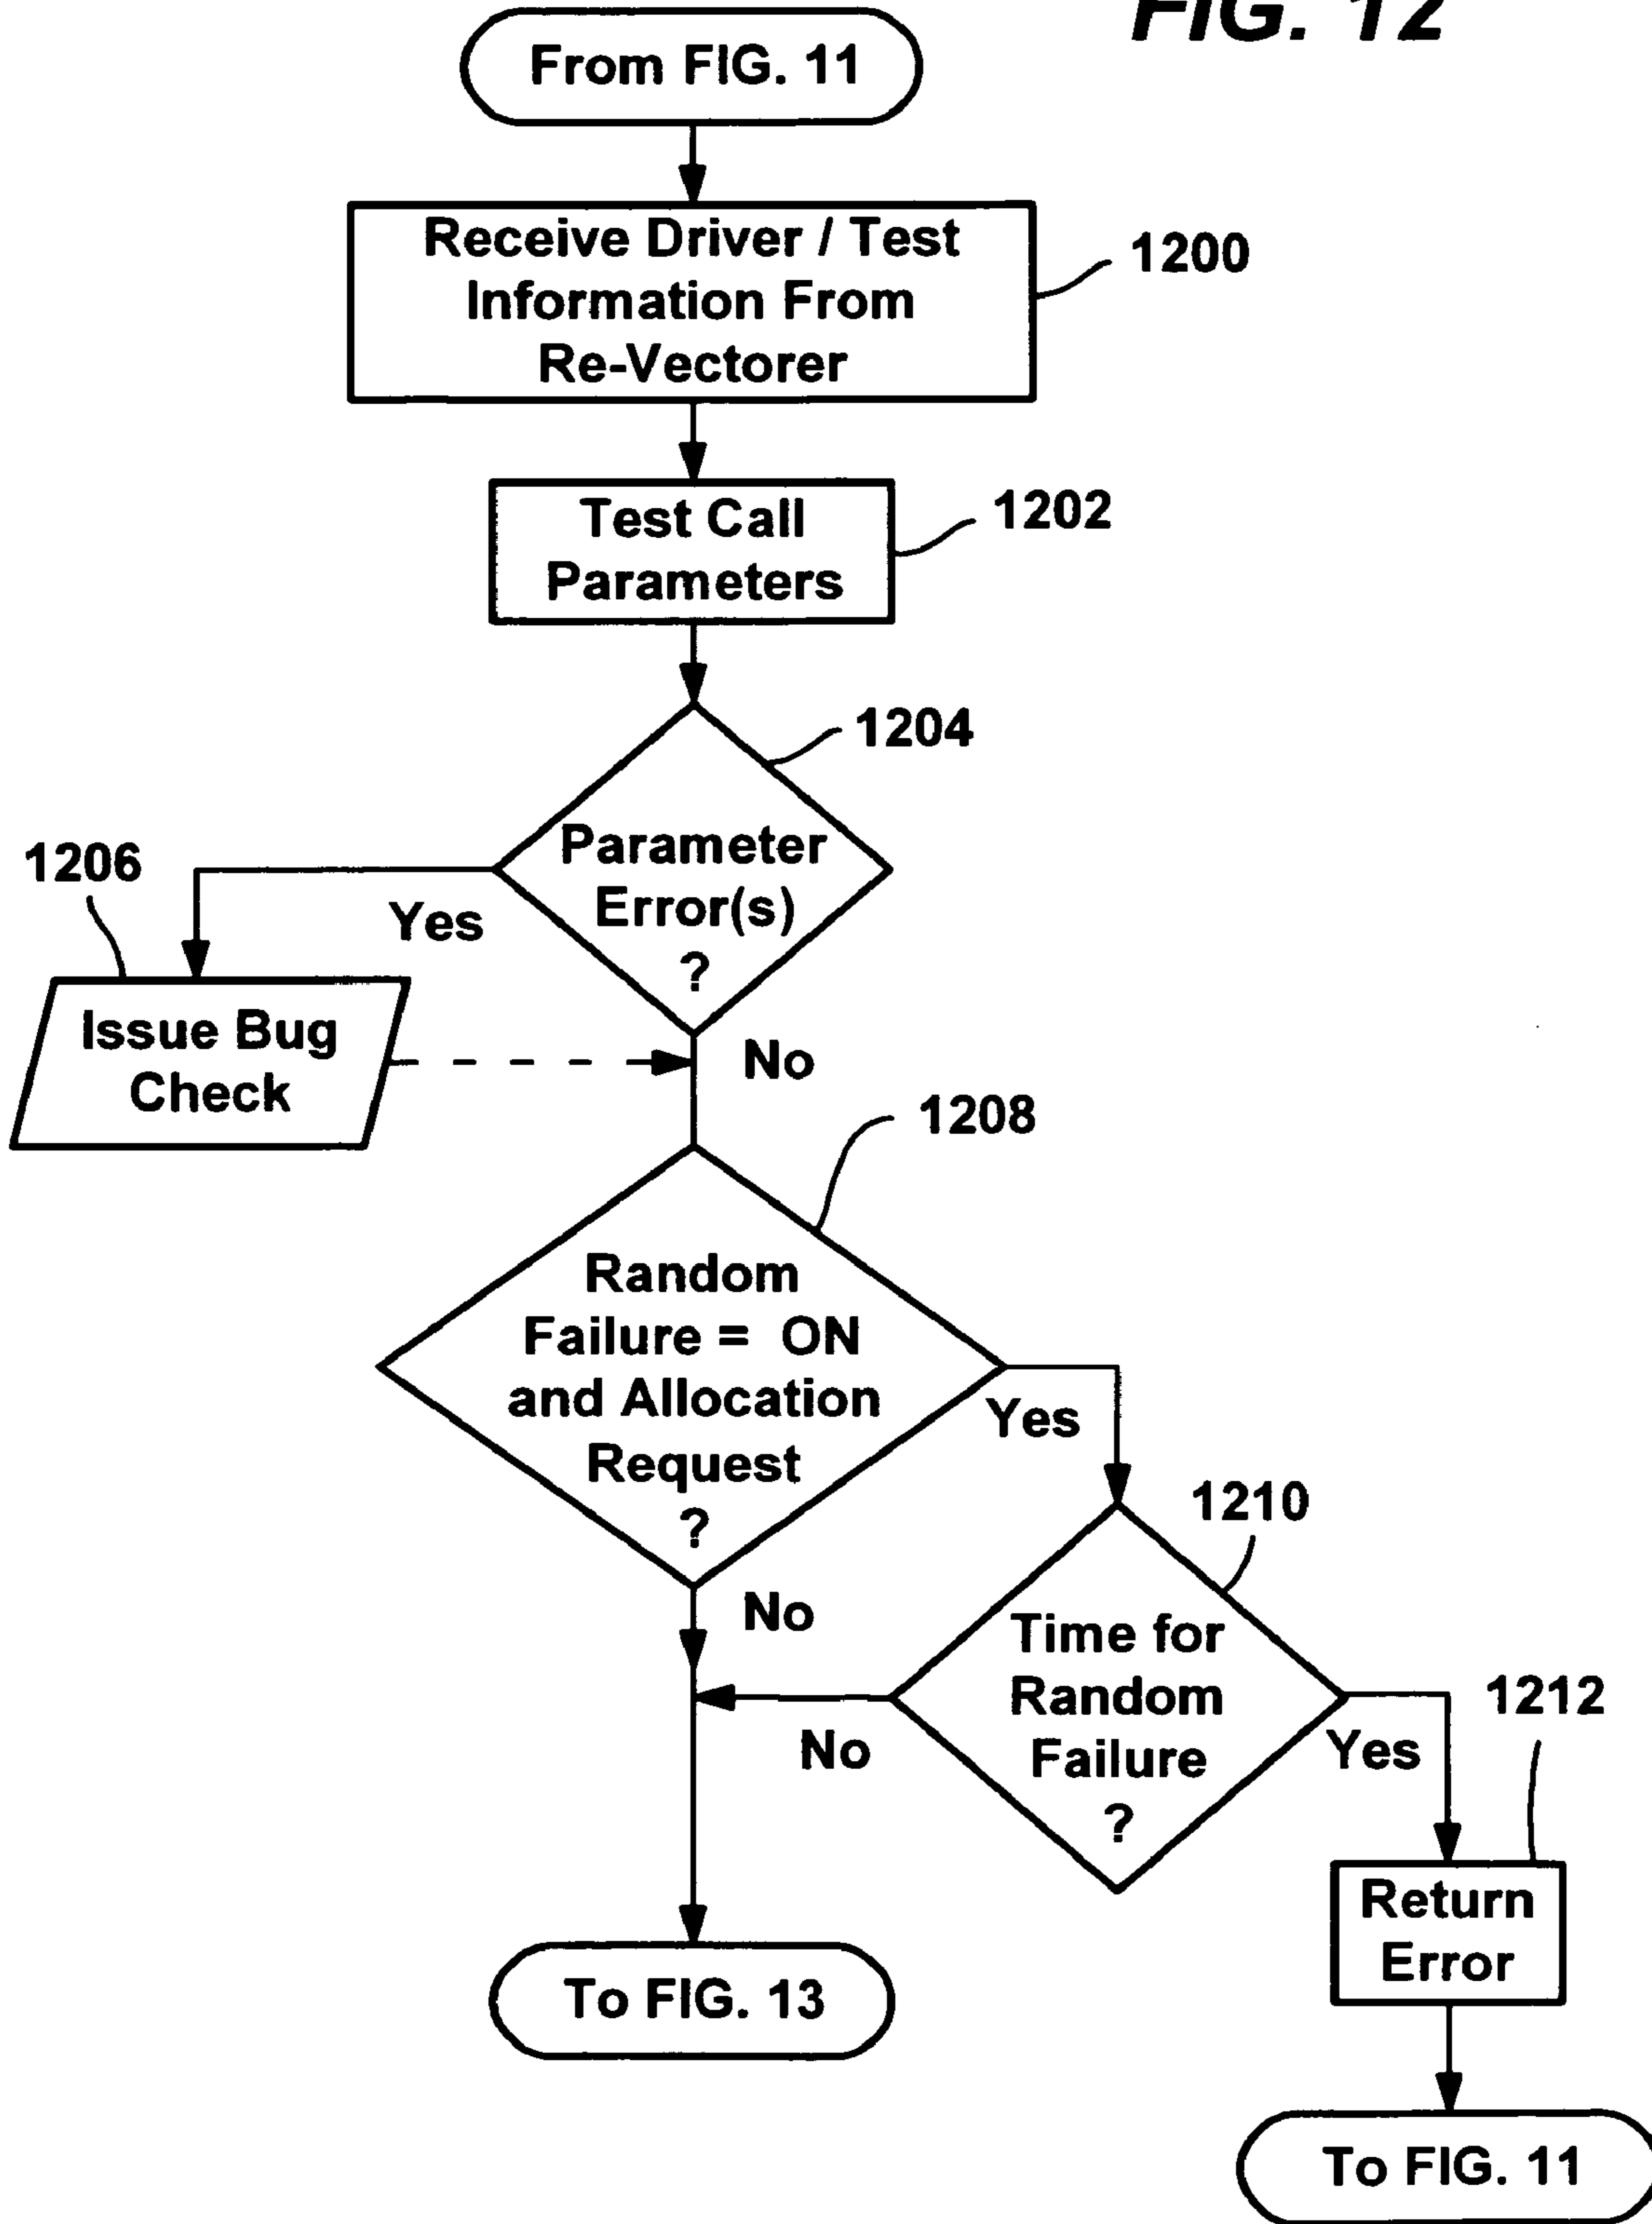 FIG. 12
From FIG. 11
Receive Driver / Test
Information From
Re-Vectorer
1200
Test Call
Parameters
1202
1204
Parameter
Error(s)
?
1206
Yes
Issue Bug
Check
No
1208
Random
Failure = ON
and Allocation
Request
?
Yes
1210
No
Time for
Random
Failure
?
No
Yes
1212
Return
Error
To FIG. 13
To FIG. 11